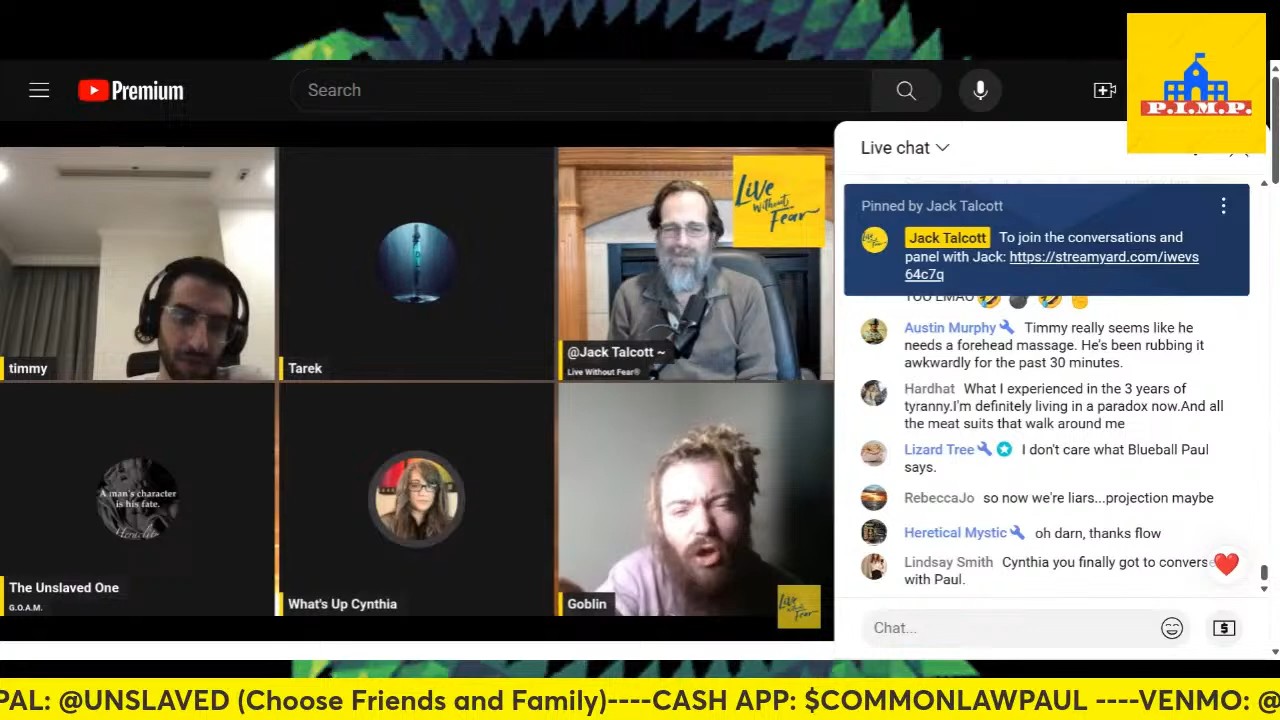 Premium
Search
P.I.M.P.
timmy
Tarek
Live
Without
Fear
@Jack Talcott ~
Live Without Fear®
A man's character
is his fate.
The Unslaved One
G.O.A.M.
What's Up Cynthia
Goblin
Live chat
Pinned by Jack Talcott
Jack Talcott To join the conversations and
panel with Jack: https://streamyard.com/iwevs
64c7q
YOU LMAO
Austin Murphy Timmy really seems like he
needs a forehead massage. He's been rubbing it
awkwardly for the past 30 minutes.
Hardhat What I experienced in the 3 years of
tyranny.I'm definitely living in a paradox now.And all
the meat suits that walk around me
Lizard Tree I don't care what Blueball Paul
says.
RebeccaJo so now we're liars...projection maybe
Heretical Mystic oh darn, thanks flow
Lindsay Smith Cynthia you finally got to converse
with Paul.
Chat...
PAL: @UNSLAVED (Choose Friends and Family)----CASH APP: $COMMONLAWPAUL ----VENMO: @